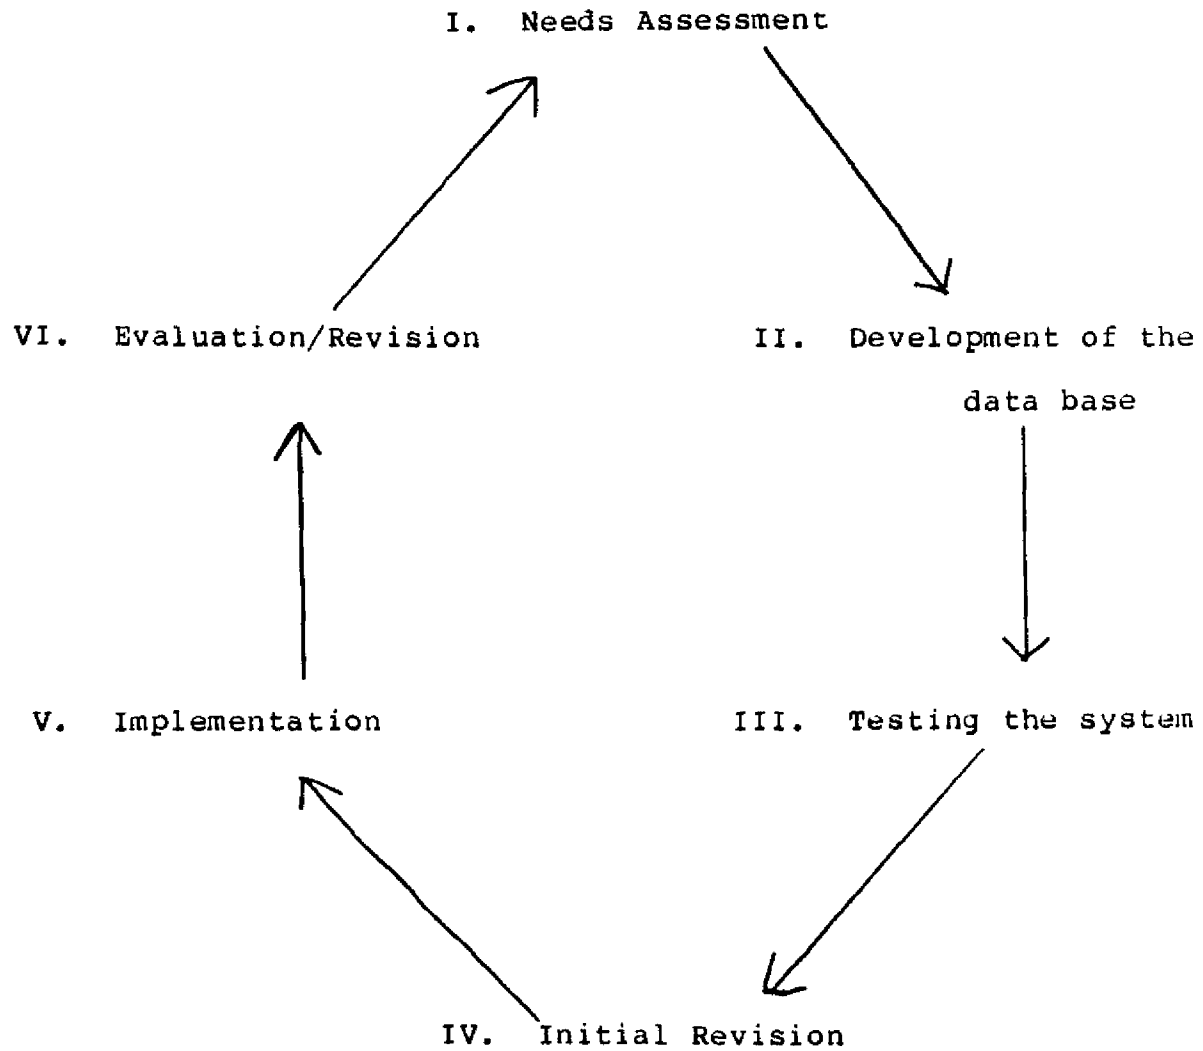 I. Needs Assessment
VI. Evaluation/Revision
II. Development of the
data base
V. Implementation
III. Testing the system
IV. Initial Revision